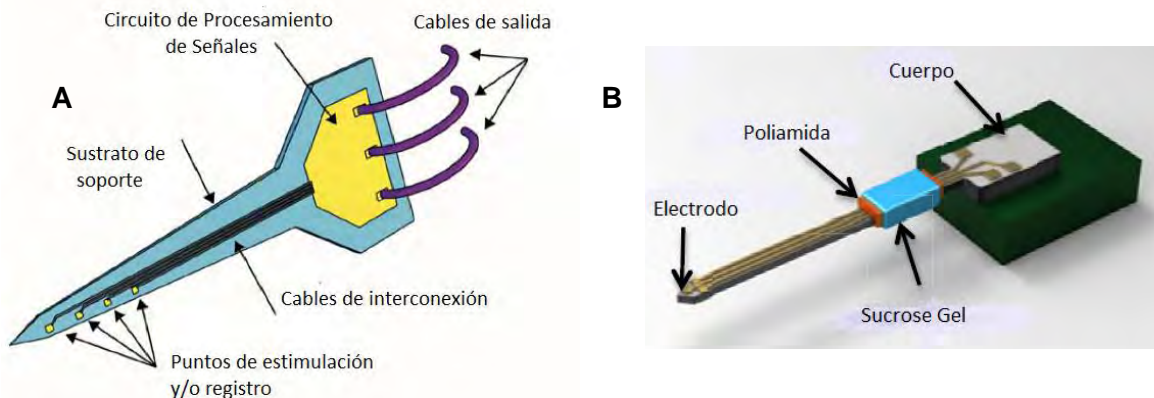 Circuito de Procesamiento
de Señales
Cables de salida
A
Sustrato de
soporte
Cables de interconexión
Puntos de estimulación
y/o registro
B
Cuerpo
Poliamida
Electrodo
Sucrose Gel